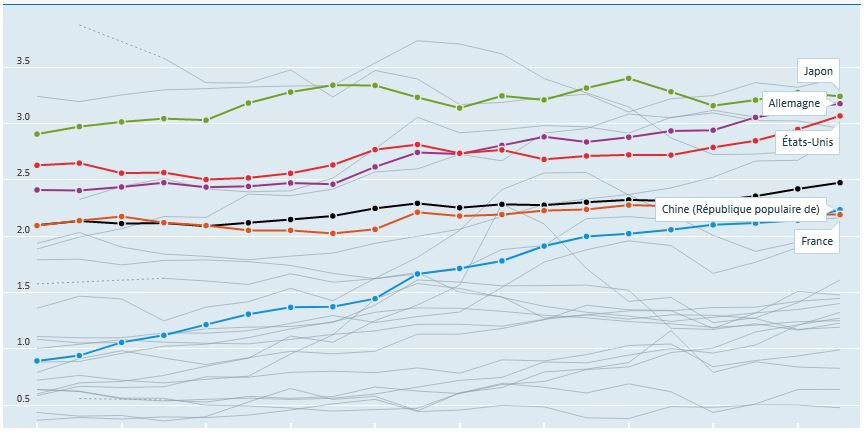 3.5
3.0
2.5
2.0
1.5
1.0
0.5
Japon
Allemagne
États-Unis
Chine (République populaire de)
France